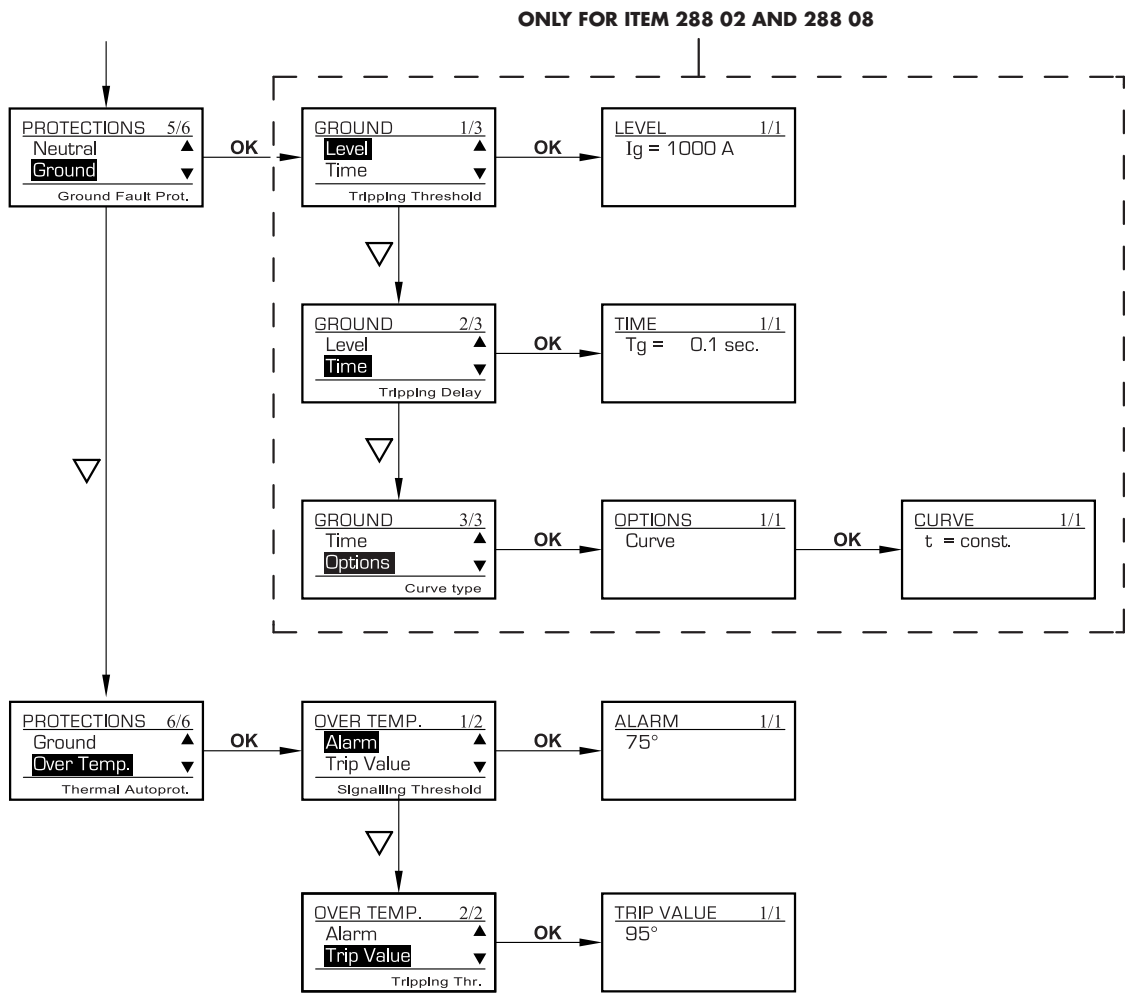 ONLY FOR ITEM 288 02 AND 288 08
PROTECTIONS 5/6
Neutral ▲
Ground ▼
Ground Fault Prot.
OK
GROUND 1/3
Level ▲
Time ▼
Tripping Threshold
OK
LEVEL 1/1
Ig = 1000 A
GROUND 2/3
Level ▲
Time ▼
Tripping Delay
OK
TIME 1/1
Tg = 0.1 sec.
GROUND 3/3
Time ▲
Options ▼
Curve type
OK
OPTIONS 1/1
Curve
OK
CURVE 1/1
t = const.
PROTECTIONS 6/6
Ground ▲
Over Temp. ▼
Thermal Autoprot.
OK
OVER TEMP. 1/2
Alarm ▲
Trip Value ▼
Signalling Threshold
OK
ALARM 1/1
75°
OVER TEMP. 2/2
Alarm ▲
Trip Value ▼
Tripping Thr.
OK
TRIP VALUE 1/1
95°